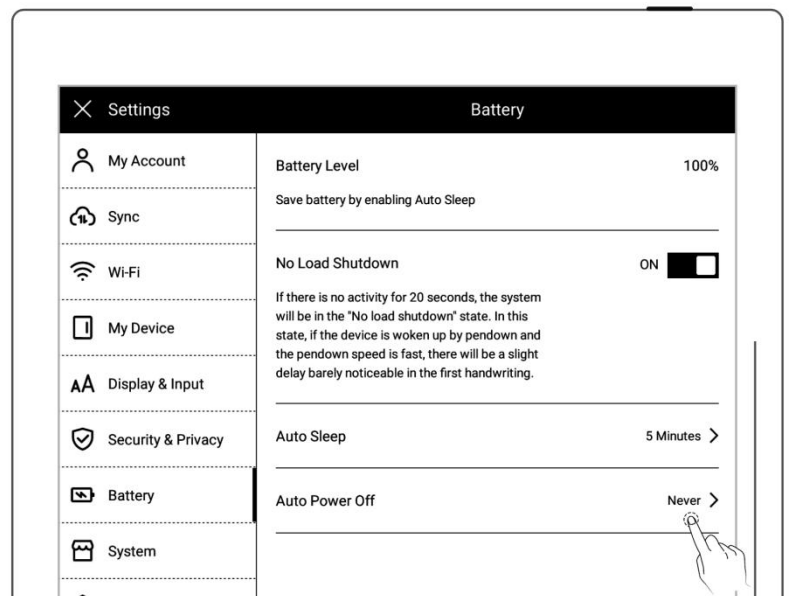 Settings
Battery
My Account
Sync
Wi-Fi
My Device
AA Display & Input
Security & Privacy
Battery
System
Battery Level 100%
Save battery by enabling Auto Sleep
No Load Shutdown ON
If there is no activity for 20 seconds, the system
will be in the "No load shutdown" state. In this
state, if the device is woken up by pendown and
the pendown speed is fast, there will be a slight
delay barely noticeable in the first handwriting.
Auto Sleep 5 Minutes
Auto Power Off Never